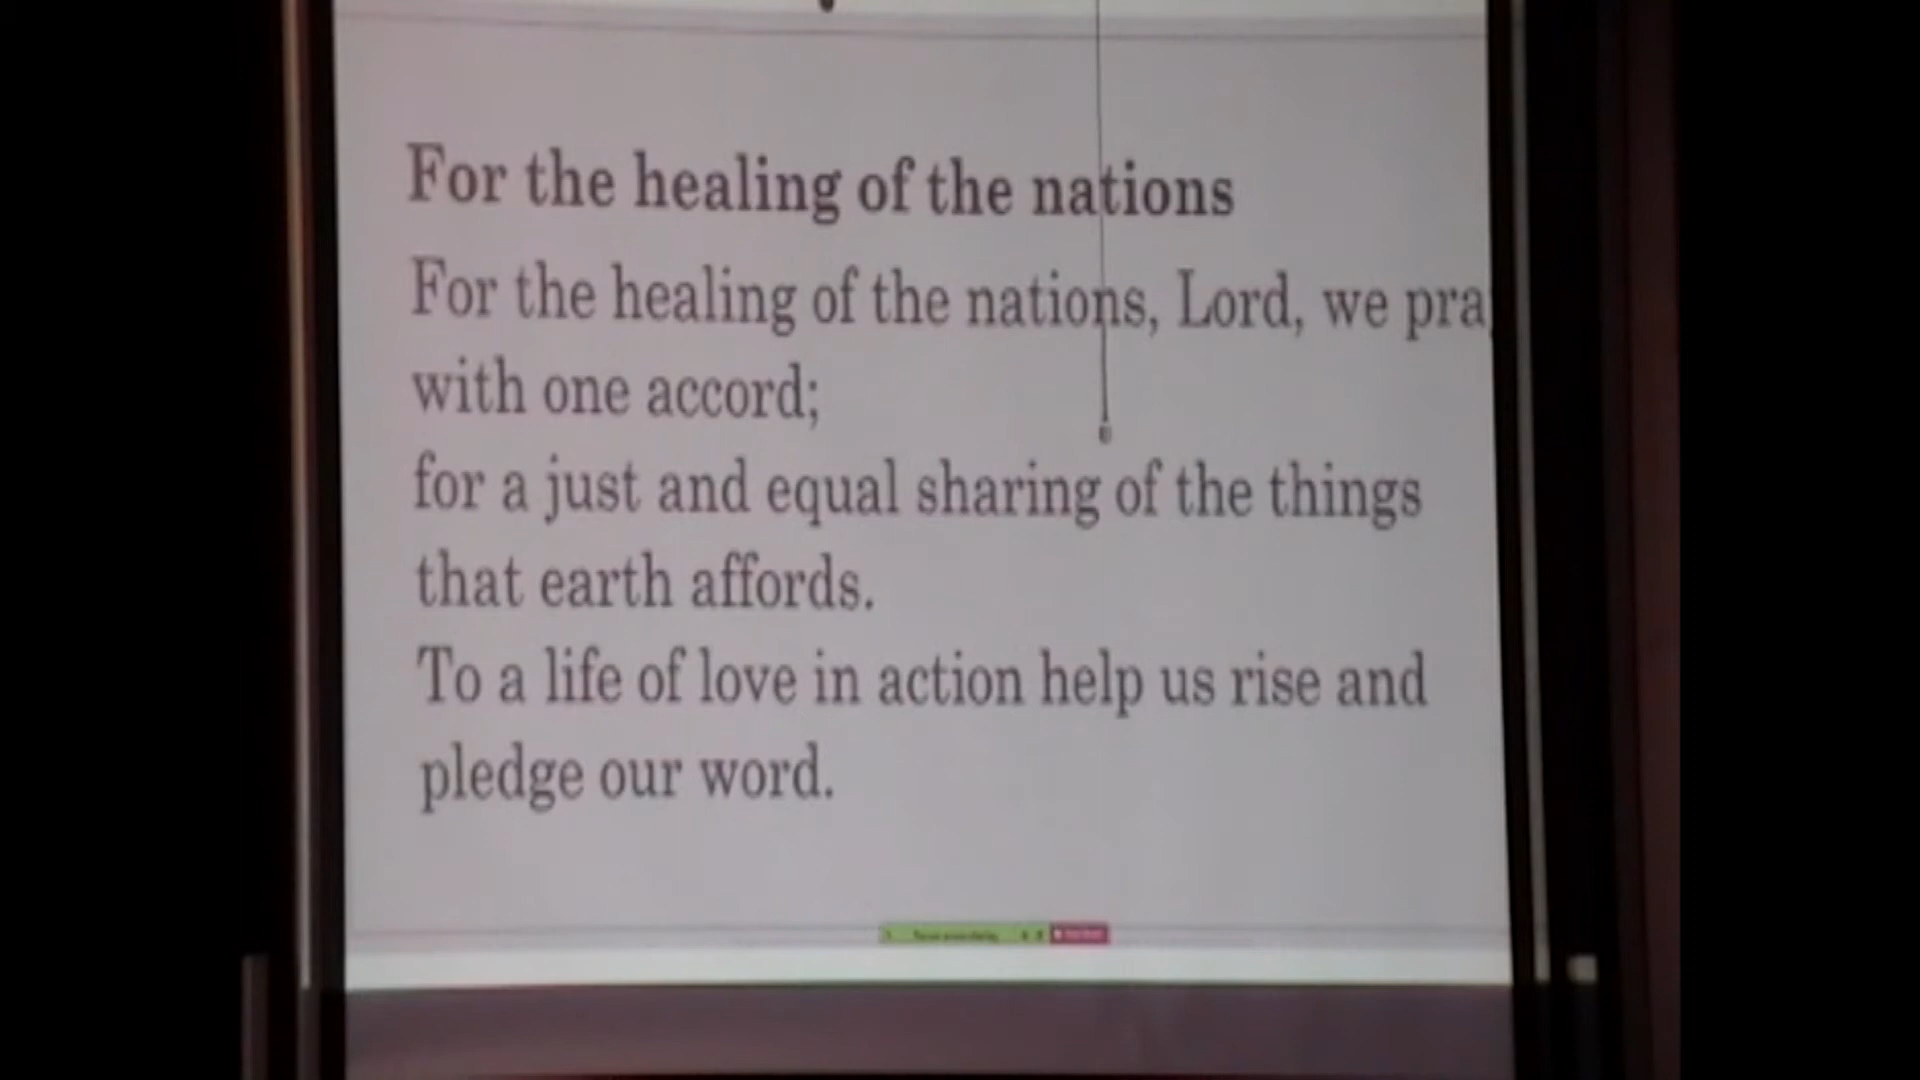 For the healing of the nations
For the healing of the nations, Lord, we pra
with one accord;
for a just and equal sharing of the things
that earth affords.
To a life of love in action help us rise and
pledge our word.